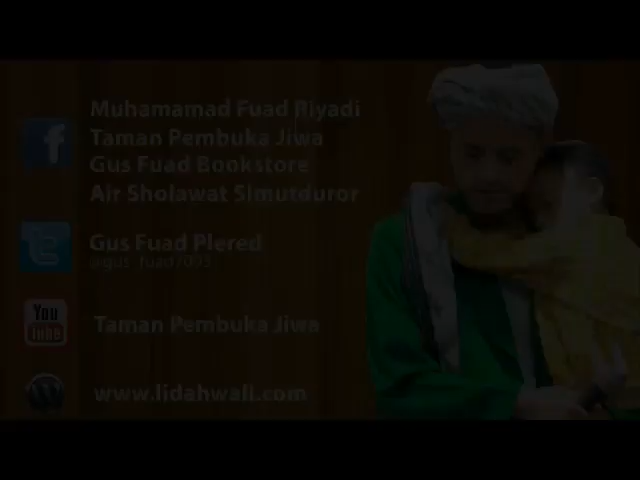 Muhamamad Fuad Riyadi
Taman Pembuka Jiwa
Gus Fuad Bookstore
Air Sholawat Simutduror
Gus Fuad Plered
@gus_fuad7093
You
Tube
Taman Pembuka Jiwa
www.lidahwali.com